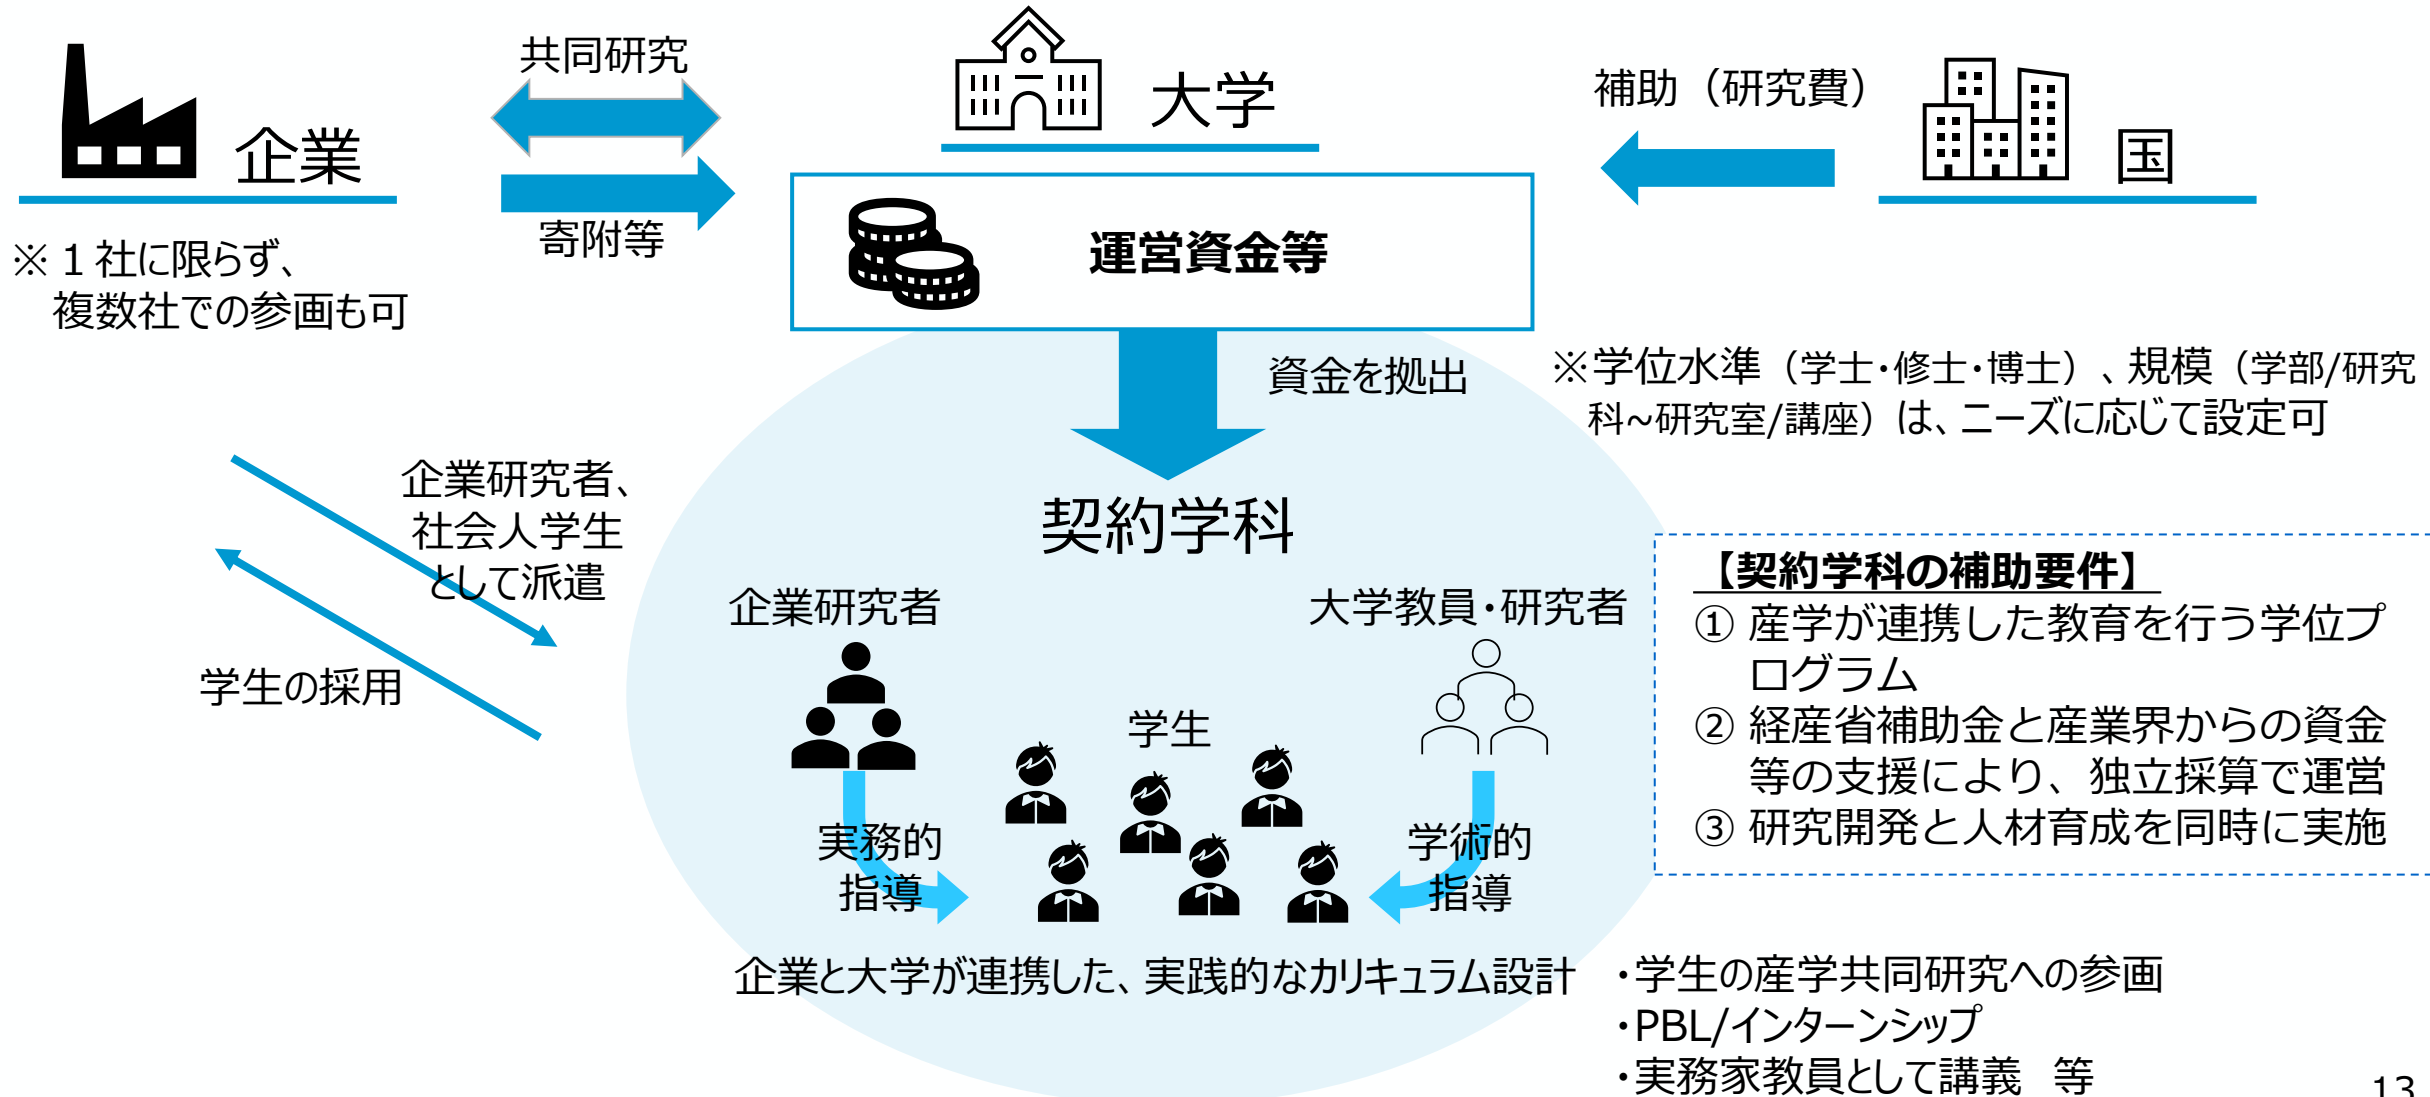 共同研究
企業
寄附等
※１社に限らず、
複数社での参画も可
大学
補助（研究費）
国
運営資金等
資金を拠出
※学位水準（学士・修士・博士）、規模（学部/研究
科~研究室/講座）は、ニーズに応じて設定可
企業研究者、
社会人学生
として派遣
学生の採用
契約学科
企業研究者
大学教員・研究者
学生
実務的
指導
学術的
指導
企業と大学が連携した、実践的なカリキュラム設計
【契約学科の補助要件】
① 産学が連携した教育を行う学位プ
ログラム
② 経産省補助金と産業界からの資金
等の支援により、独立採算で運営
③ 研究開発と人材育成を同時に実施
・学生の産学共同研究への参画
・PBL/インターンシップ
・実務家教員として講義　等
13